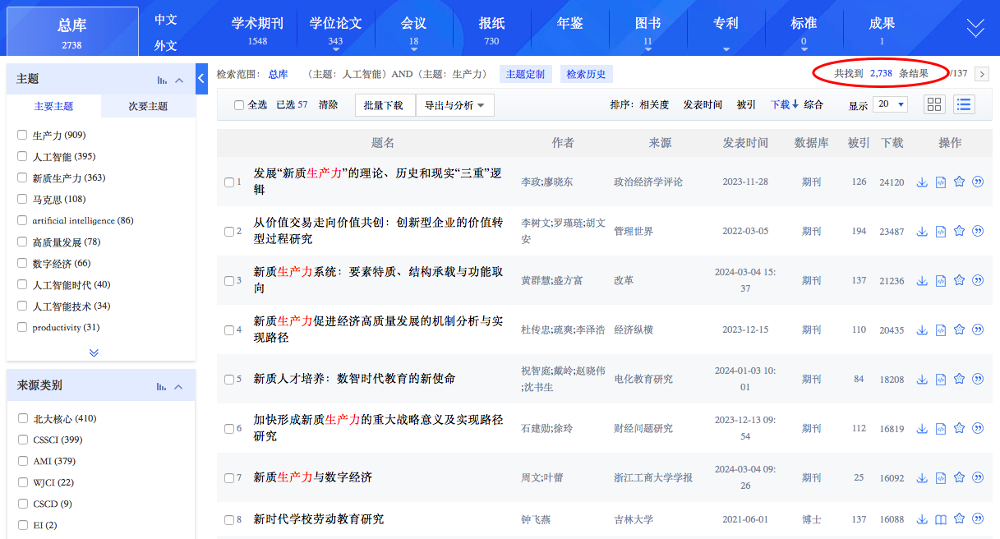 总库
2738
中文
外文
学术期刊
1548
学位论文
343
会议
18
报纸
730
年鉴
图书
11
专利
标准
0
成果
1
主题
主要主题 次要主题
生产力 (909)
人工智能 (395)
新质生产力 (363)
马克思 (108)
artificial intelligence (86)
高质量发展 (78)
数字经济 (66)
人工智能时代 (40)
人工智能技术 (34)
productivity (31)
来源类别
北大核心 (410)
CSSCI (399)
AMI (379)
WJCI (22)
CSCD (9)
EI (2)
检索范围： 总库 （主题：人工智能）AND（主题：生产力） 主题定制 检索历史 共找到 2,738 条结果 /137
全选 已选 57 清除 批量下载 导出与分析 排序： 相关度 发表时间 被引 下载 综合 显示 20
题名 作者 来源 发表时间 数据库 被引 下载 操作
1 发展“新质生产力”的理论、历史和现实“三重”逻
辑
李政;廖晓东 政治经济学评论 2023-11-28 期刊 126 24120
2 从价值交易走向价值共创：创新型企业的价值转
型过程研究
李树文;罗瑾琏;胡文
安
管理世界 2022-03-05 期刊 194 23487
3 新质生产力系统：要素特质、结构承载与功能取
向
黄群慧;盛方富 改革 2024-03-04 15:
37
期刊 137 21236
4 新质生产力促进经济高质量发展的机制分析与实
现路径
杜传忠;疏爽;李泽浩 经济纵横 2023-12-15 期刊 110 20435
5 新质人才培养：数智时代教育的新使命
祝智庭;戴岭;赵晓伟
;沈书生
电化教育研究 2024-01-03 10:
01
期刊 84 18208
6 加快形成新质生产力的重大战略意义及实现路径
研究
石建勋;徐玲 财经问题研究 2023-12-13 09:
54
期刊 112 16819
7 新质生产力与数字经济
周文;叶蕾 浙江工商大学学报 2024-03-04 09:
26
期刊 25 16092
8 新时代学校劳动教育研究 钟飞燕 吉林大学 2021-06-01 博士 137 16088